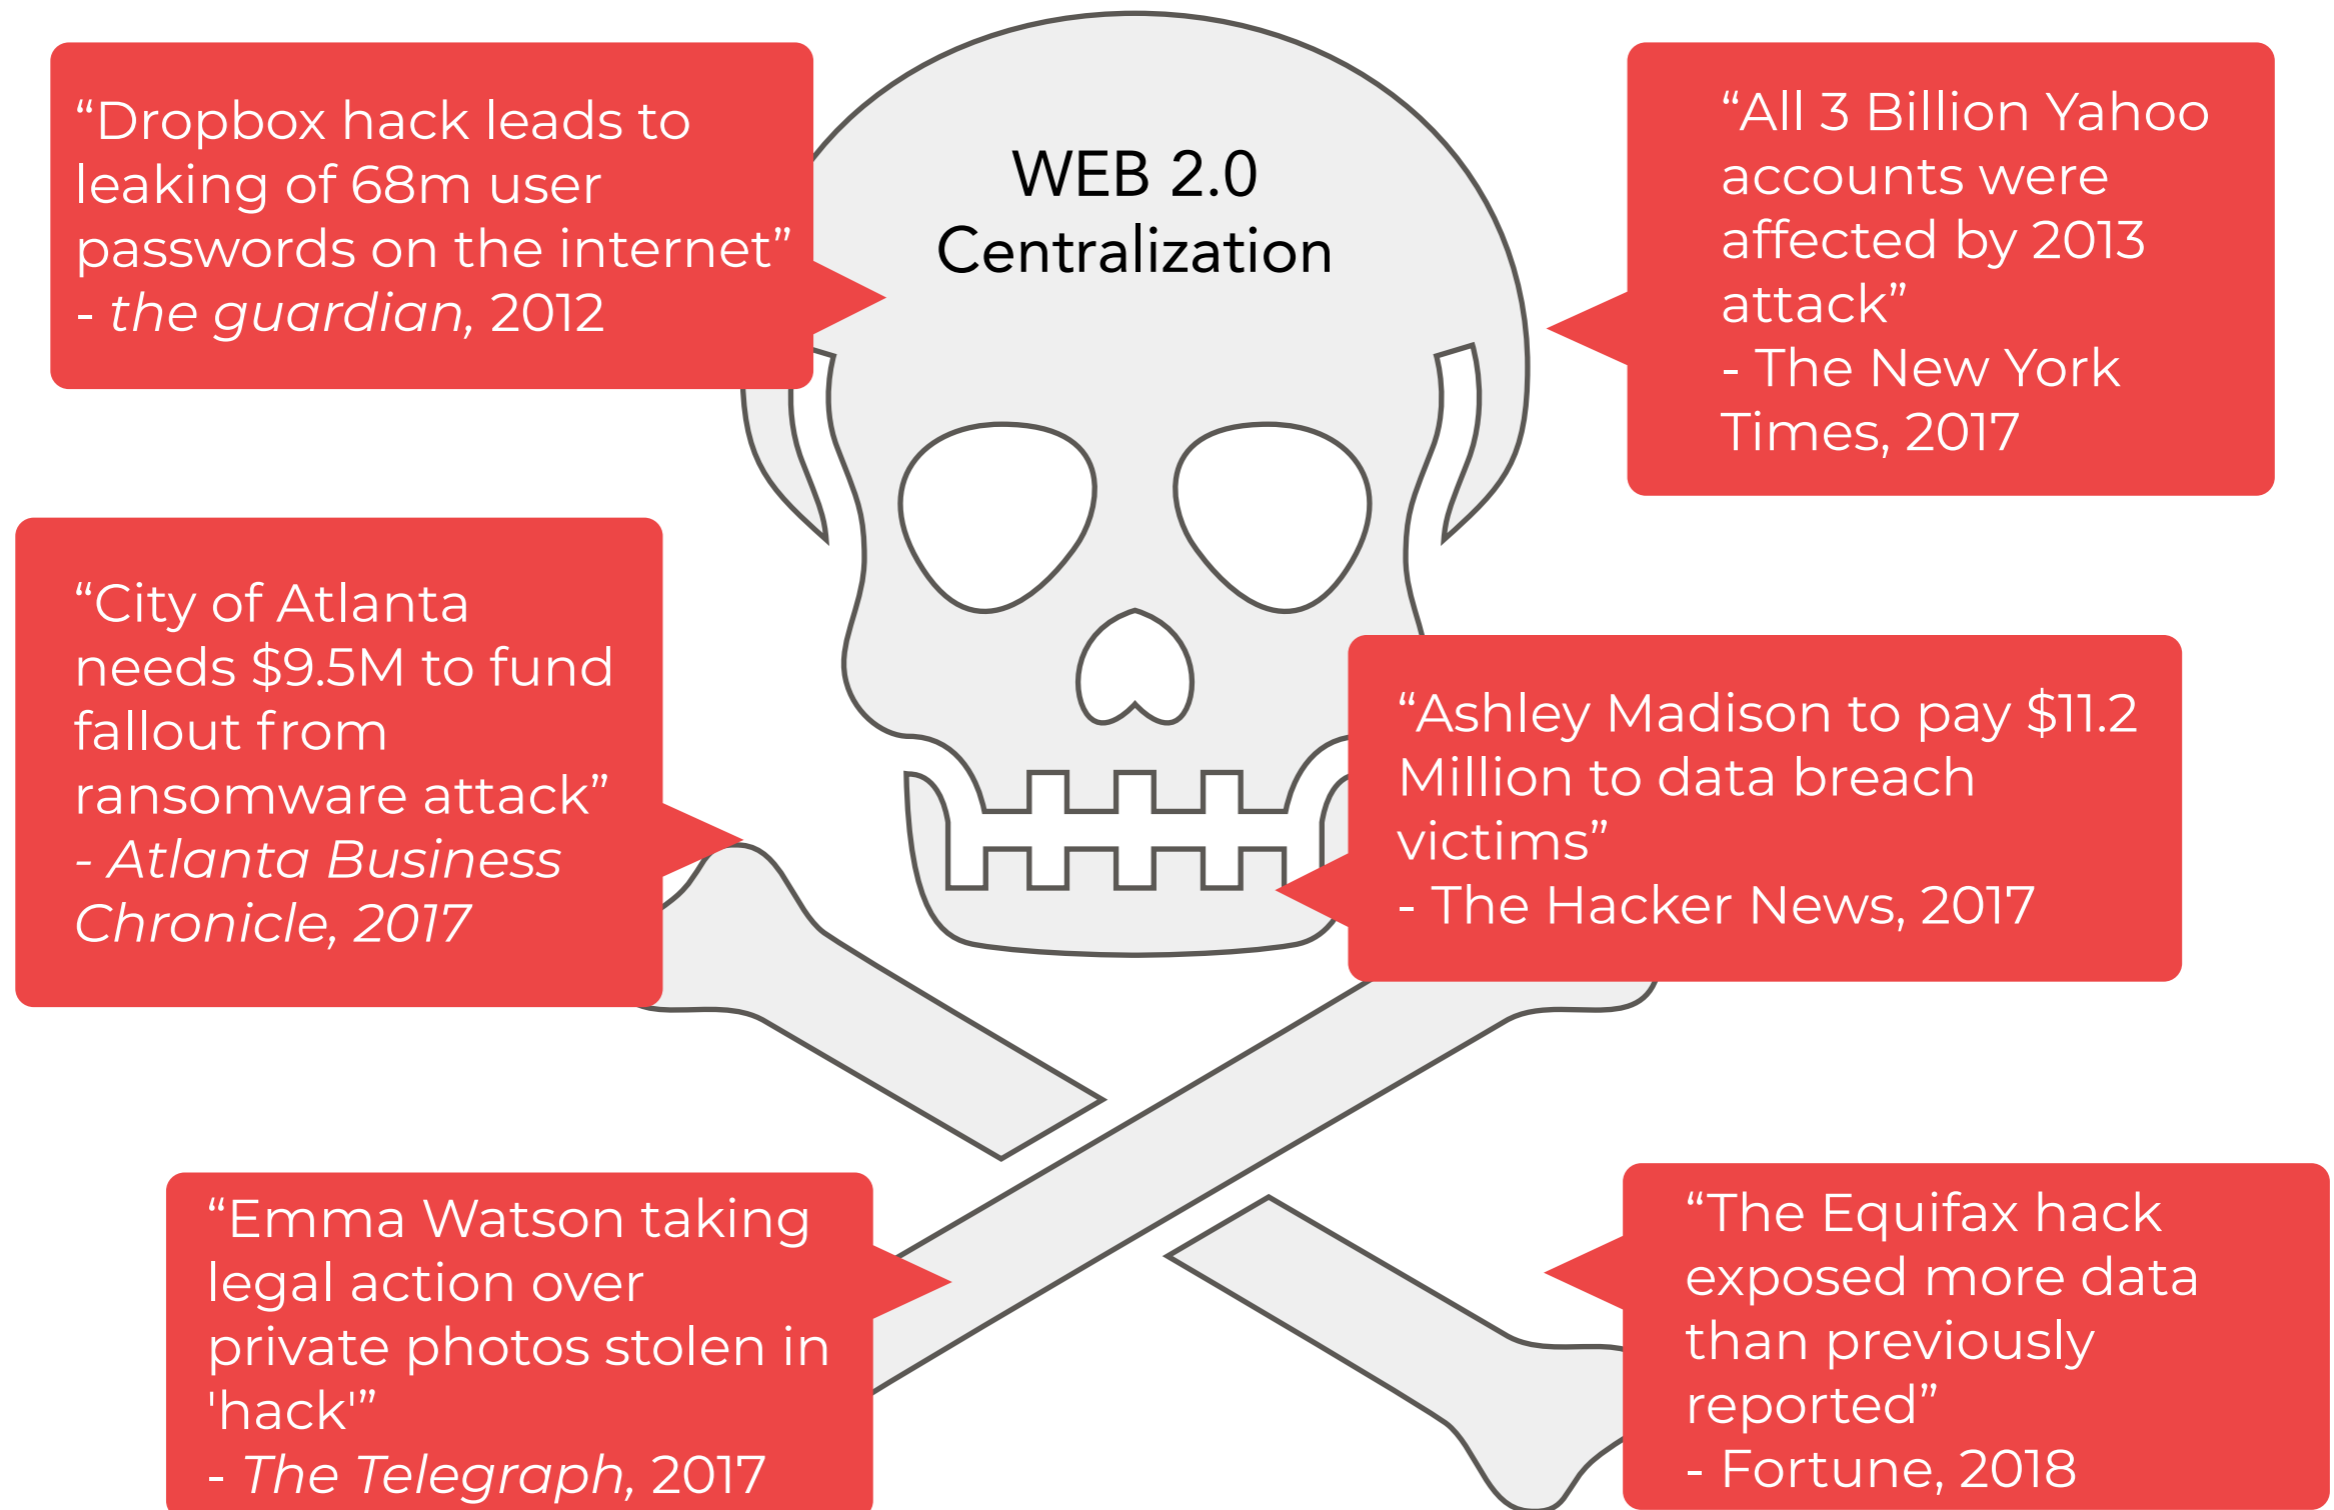 WEB 2.0
Centralization
“Dropbox hack leads to
leaking of 68m user
passwords on the internet”
- the guardian, 2012
“All 3 Billion Yahoo
accounts were
affected by 2013
attack”
- The New York
Times, 2017
“City of Atlanta
needs $9.5M to fund
fallout from
ransomware attack”
- Atlanta Business
Chronicle, 2017
“Ashley Madison to pay $11.2
Million to data breach
victims”
- The Hacker News, 2017
“Emma Watson taking
legal action over
private photos stolen in
'hack'”
- The Telegraph, 2017
“The Equifax hack
exposed more data
than previously
reported”
- Fortune, 2018